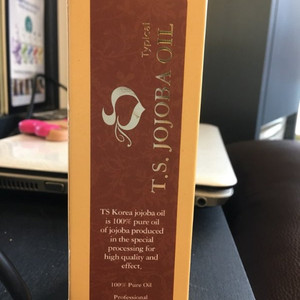 Typical
T.S. JOJOBA OIL
TS Korea jojoba oil
is 100% pure oil
of jojoba produced
in the special
processing for
high quality and
effect.
100% Pure Oil
Professional